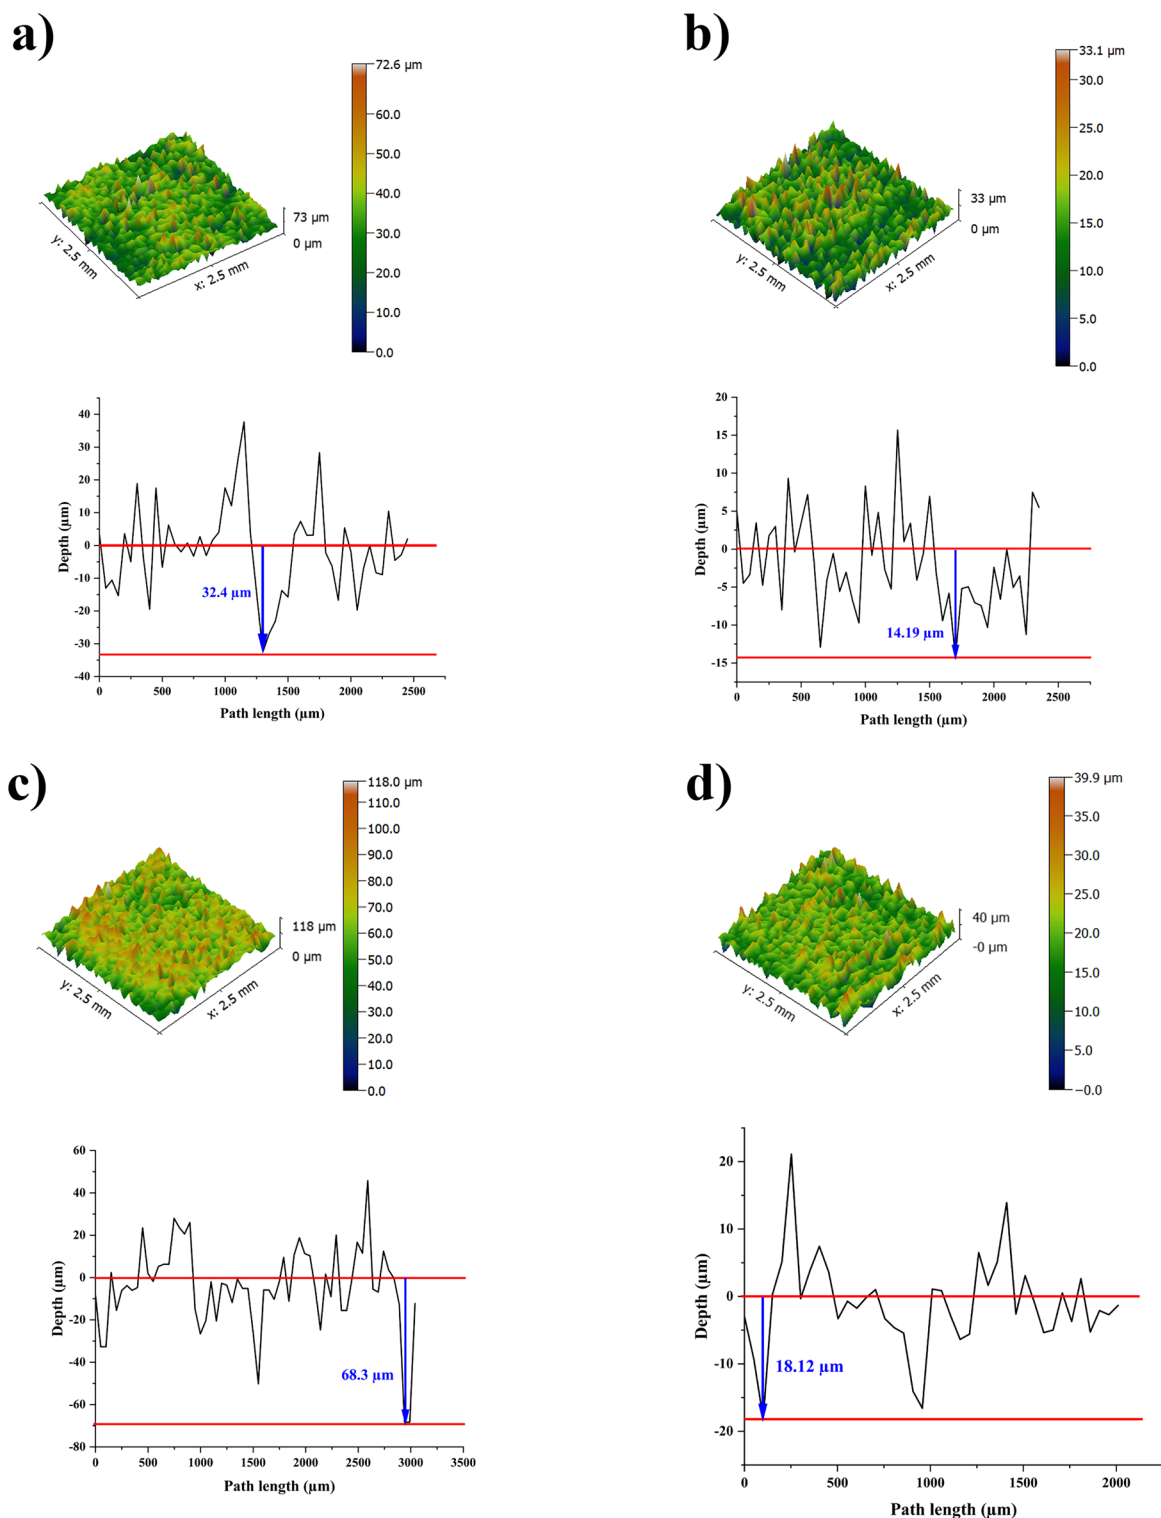 a)
72.6 µm
60.0
50.0
40.0
30.0
20.0
10.0
0.0
73 µm
0 µm
y: 2.5 mm
x: 2.5 mm
b)
33.1 µm
30.0
25.0
20.0
15.0
10.0
5.0
0.0
33 µm
0 µm
y: 2.5 mm
x: 2.5 mm
40
30
20
10
0
-10
-20
-30
-40
Depth (µm)
32.4 µm
0
500
1000
1500
2000
2500
Path length (µm)
20
15
10
5
0
-5
-10
-15
Depth (µm)
14.19 µm
0
500
1000
1500
2000
2500
Path length (µm)
c)
118.0 µm
110.0
100.0
90.0
80.0
70.0
60.0
50.0
40.0
30.0
20.0
10.0
0.0
118 µm
0 µm
y: 2.5 mm
x: 2.5 mm
d)
39.9 µm
35.0
30.0
25.0
20.0
15.0
10.0
5.0
−0.0
40 µm
-0 µm
y: 2.5 mm
x: 2.5 mm
60
40
20
0
-20
-40
-60
-80
Depth (µm)
68.3 µm
0
500
1000
1500
2000
2500
3000
3500
Path length (µm)
20
10
0
-10
-20
Depth (µm)
18.12 µm
0
500
1000
1500
2000
Path length (µm)